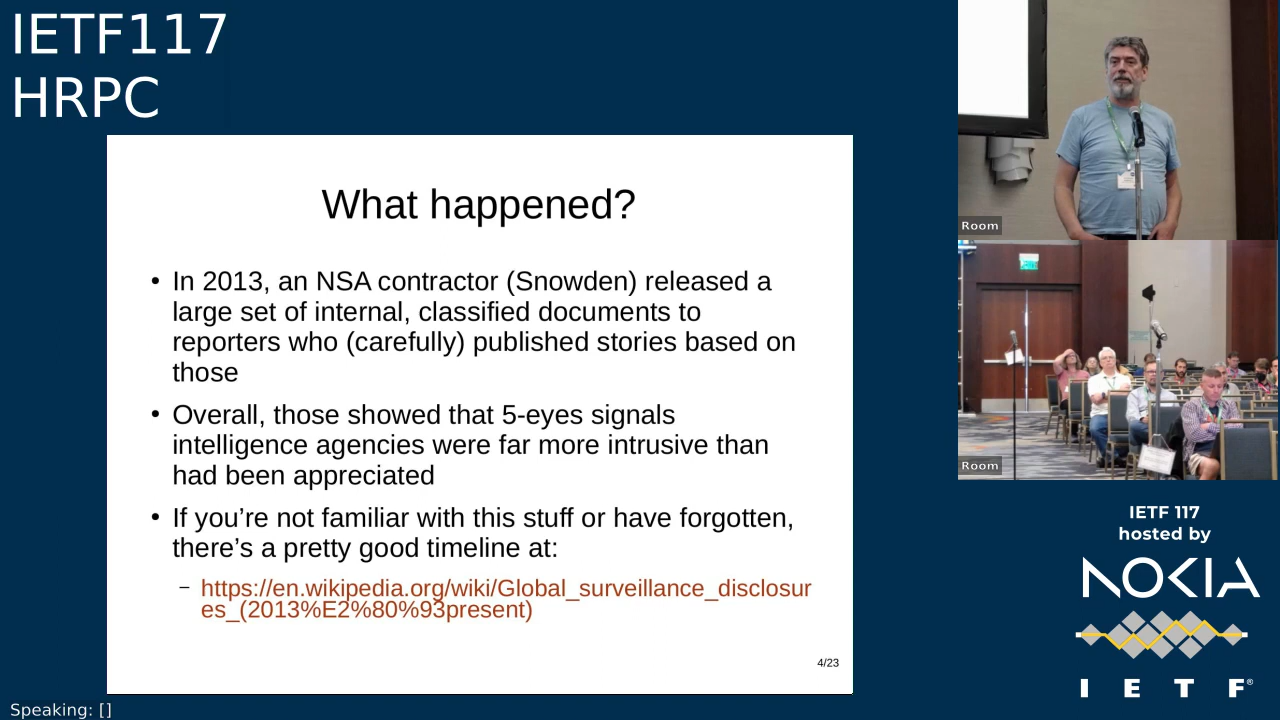 IETF117
HRPC
What happened?
• In 2013, an NSA contractor (Snowden) released a
large set of internal, classified documents to
reporters who (carefully) published stories based on
those
• Overall, those showed that 5-eyes signals
intelligence agencies were far more intrusive than
had been appreciated
• If you’re not familiar with this stuff or have forgotten,
there’s a pretty good timeline at:
– https://en.wikipedia.org/wiki/Global_surveillance_disclosur
es_(2013%E2%80%93present)
4/23
Room
Room
IETF 117
hosted by
NOKIA
I E T F®
Speaking: []